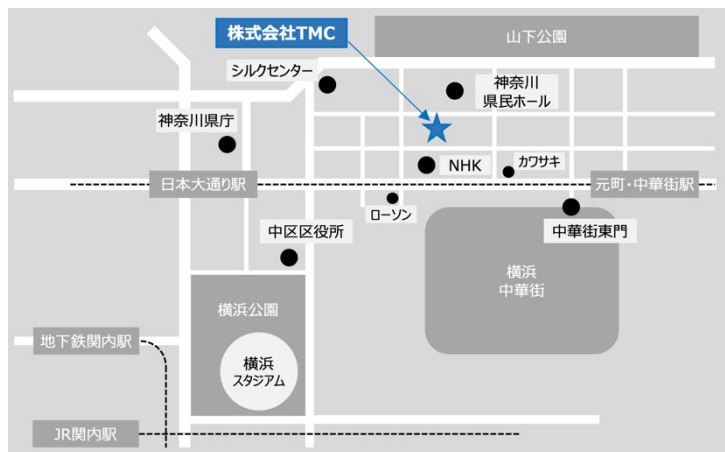 株式会社TMC
山下公園
シルクセンター
神奈川
県民ホール
神奈川県庁
NHK
カワサキ
日本大通り駅
元町・中華街駅
ローソン
中区区役所
中華街東門
横浜
中華街
横浜公園
地下鉄関内駅
横浜
スタジアム
JR関内駅